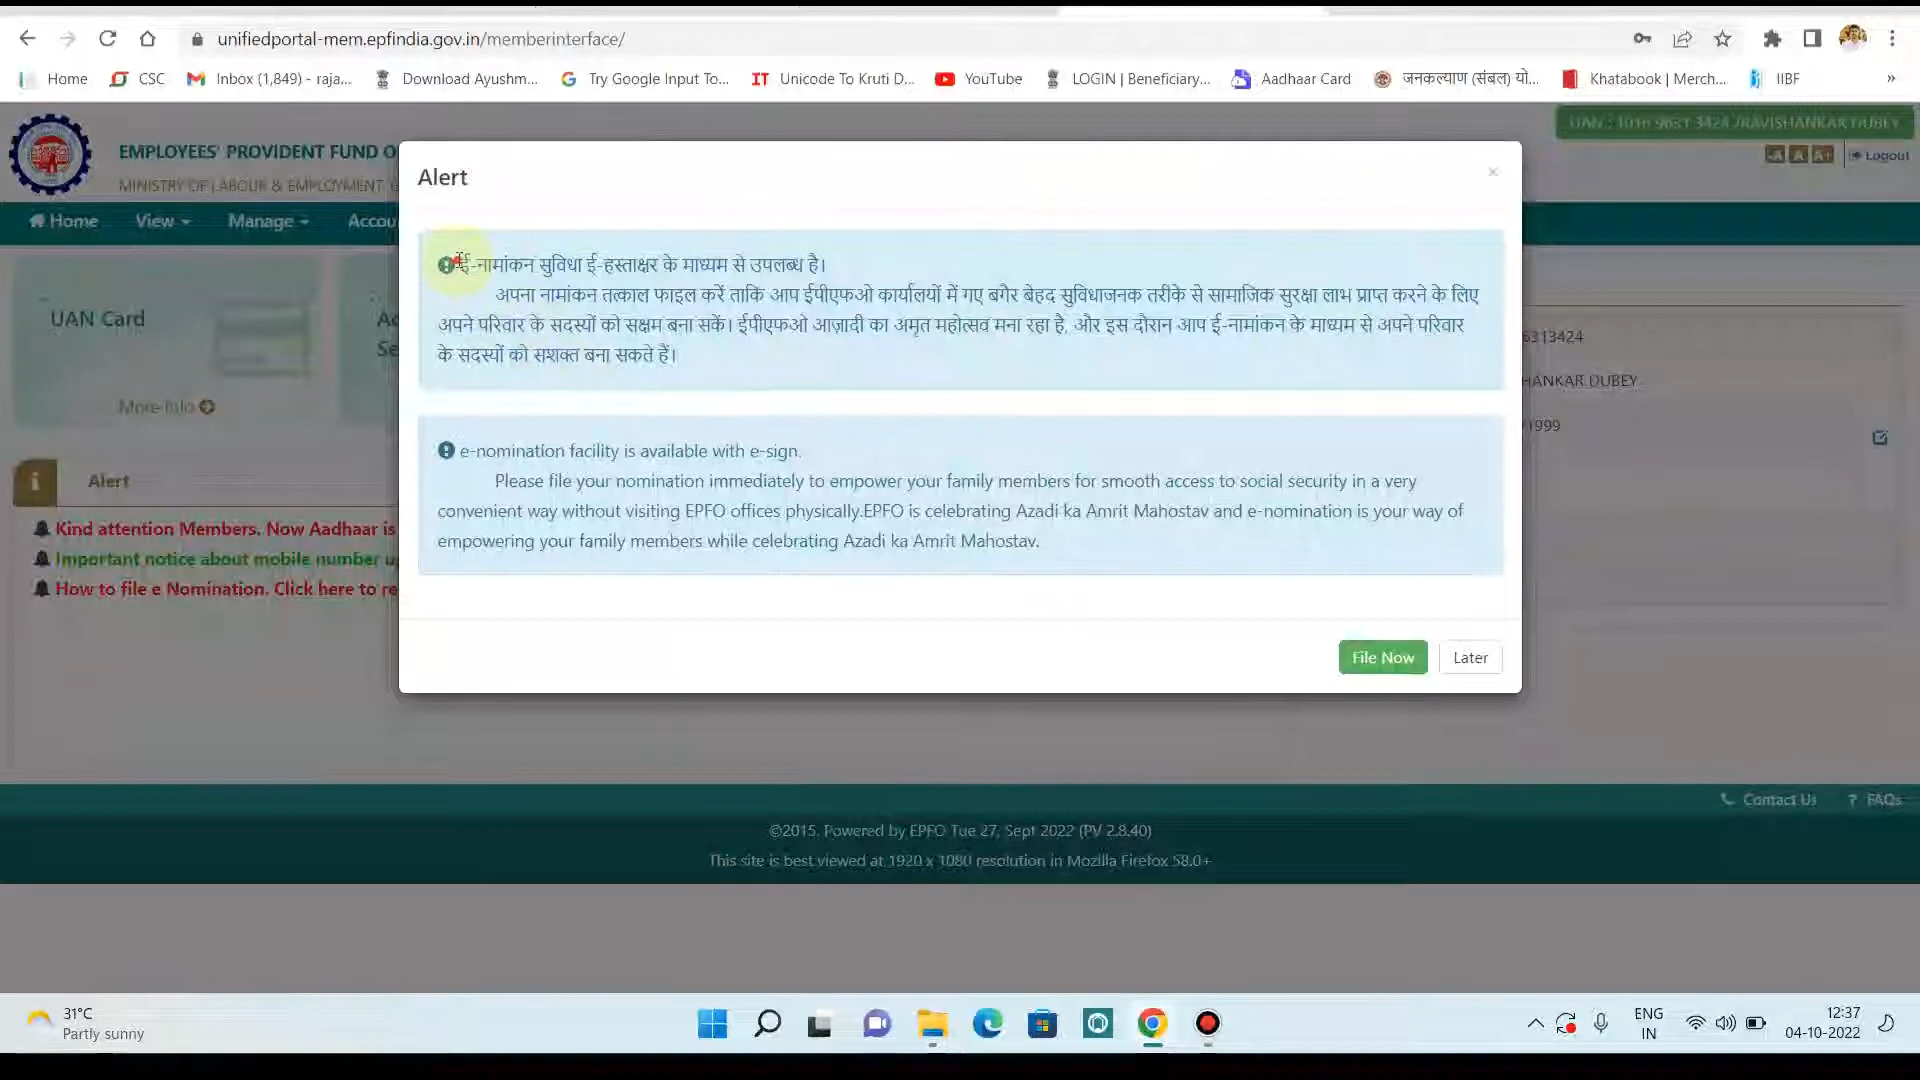 unifiedportal-mem.epfindia.gov.in/memberinterface/
Home CSC Inbox (1,849) - raja... Download Ayushm... Try Google Input To... Unicode To Kruti D... YouTube LOGIN | Beneficiary... Aadhaar Card जनकल्याण (संबल) यो... Khatabook | Merch... IIBF »
EMPLOYEES' PROVIDENT FUND O
MINISTRY OF LABOUR & EMPLOYMENT
UAN : 1016 9631 3424 /RAVISHANKAR DUBEY
-A A A+ Logout
Home View Manage Accou
Alert ×
ई-नामांकन सुविधा ई-हस्ताक्षर के माध्यम से उपलब्ध है।
अपना नामांकन तत्काल फाइल करें ताकि आप ईपीएफओ कार्यालयों में गए बगैर बेहद सुविधाजनक तरीके से सामाजिक सुरक्षा लाभ प्राप्त करने के लिए
अपने परिवार के सदस्यों को सक्षम बना सकें। ईपीएफओ आज़ादी का अमृत महोत्सव मना रहा है, और इस दौरान आप ई-नामांकन के माध्यम से अपने परिवार
के सदस्यों को सशक्त बना सकते हैं।
e-nomination facility is available with e-sign.
Please file your nomination immediately to empower your family members for smooth access to social security in a very
convenient way without visiting EPFO offices physically.EPFO is celebrating Azadi ka Amrit Mahostav and e-nomination is your way of
empowering your family members while celebrating Azadi ka Amrit Mahostav.
File Now Later
UAN Card
Ac
Se
More Info
6313424
HANKAR DUBEY
1999
Alert
Kind attention Members. Now Aadhaar is
Important notice about mobile number u
How to file e Nomination. Click here to re
Contact Us ? FAQs
©2015. Powered by EPFO Tue 27, Sept 2022 (PV 2.8.40)
This site is best viewed at 1920 x 1080 resolution in Mozilla Firefox 58.0+
31°C
Partly sunny
ENG
IN
12:37
04-10-2022